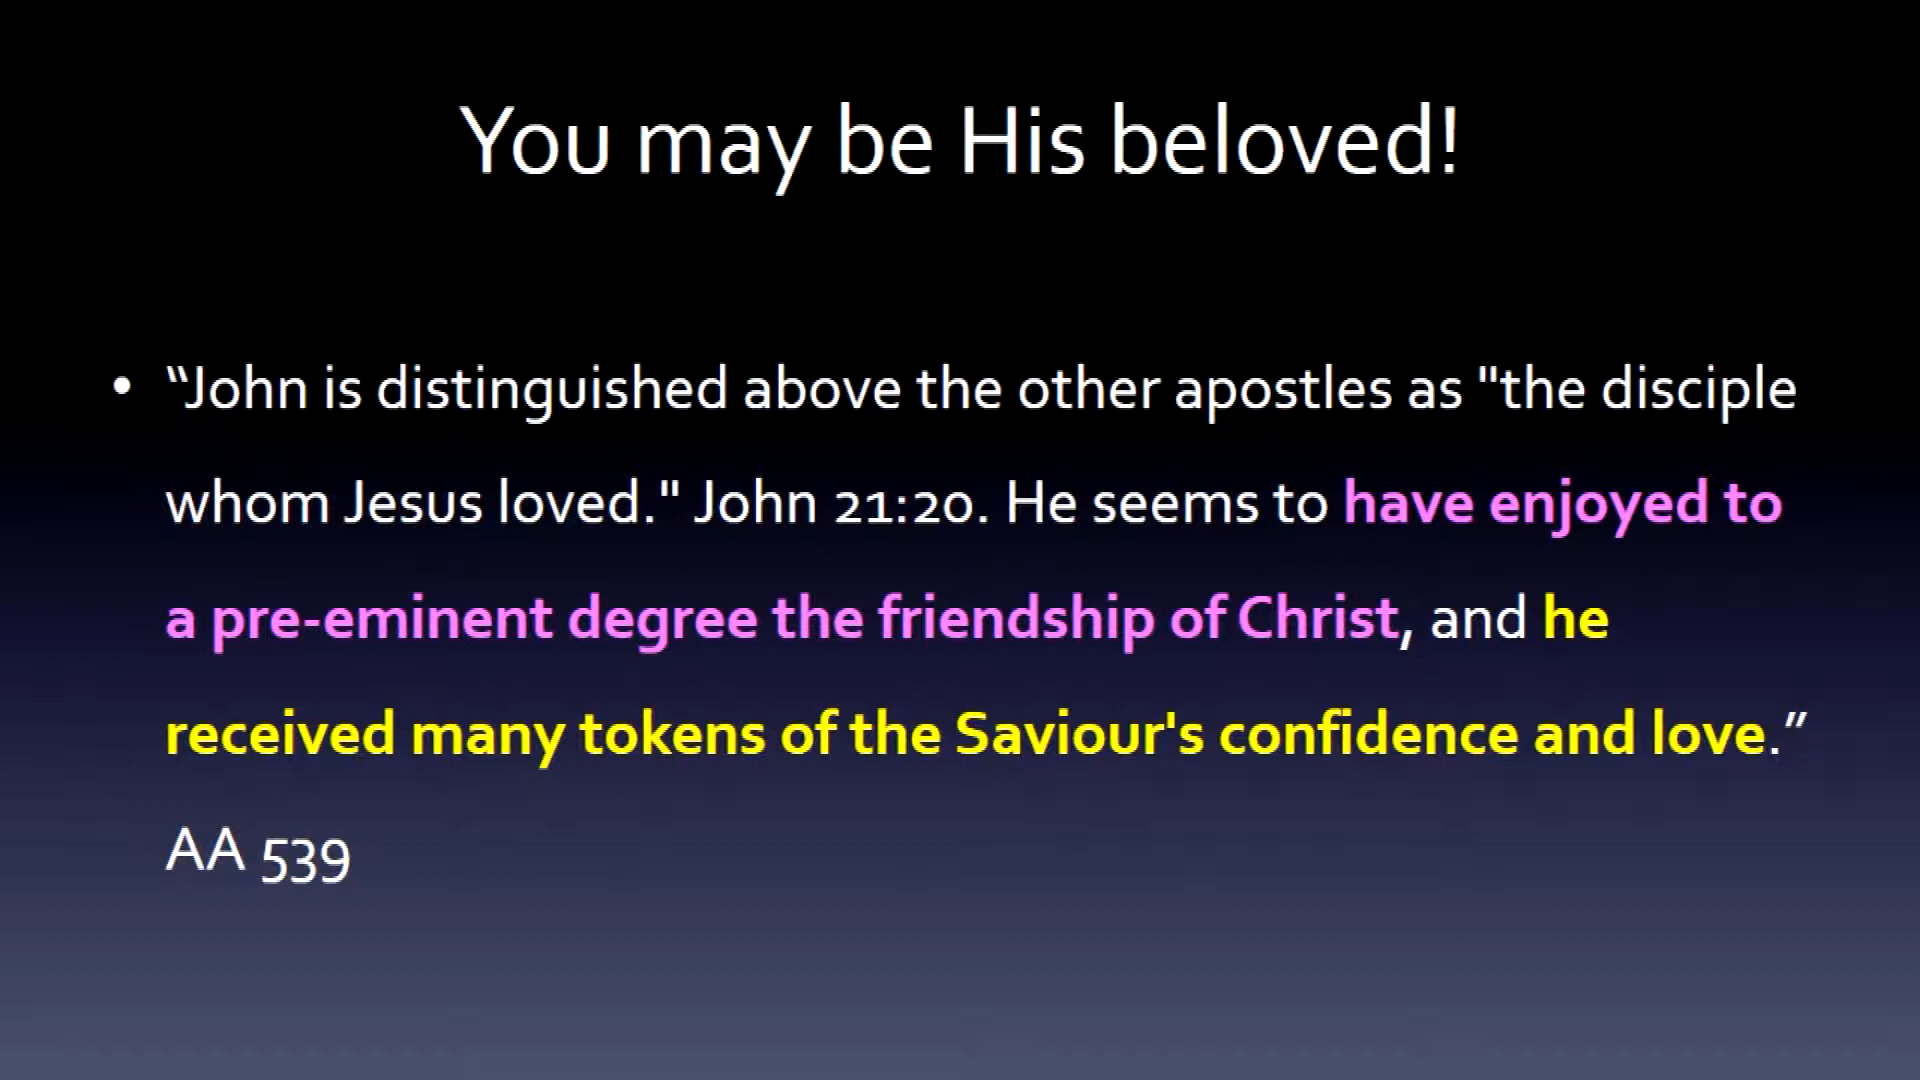 You may be His beloved!
• “John is distinguished above the other apostles as "the disciple
whom Jesus loved." John 21:20. He seems to have enjoyed to
a pre-eminent degree the friendship of Christ, and he
received many tokens of the Saviour's confidence and love.”
AA 539